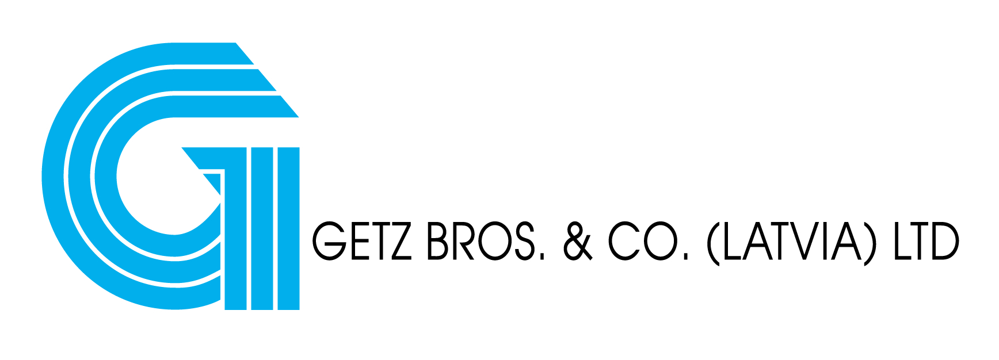 GETZ BROS. & CO. (LATVIA) LTD